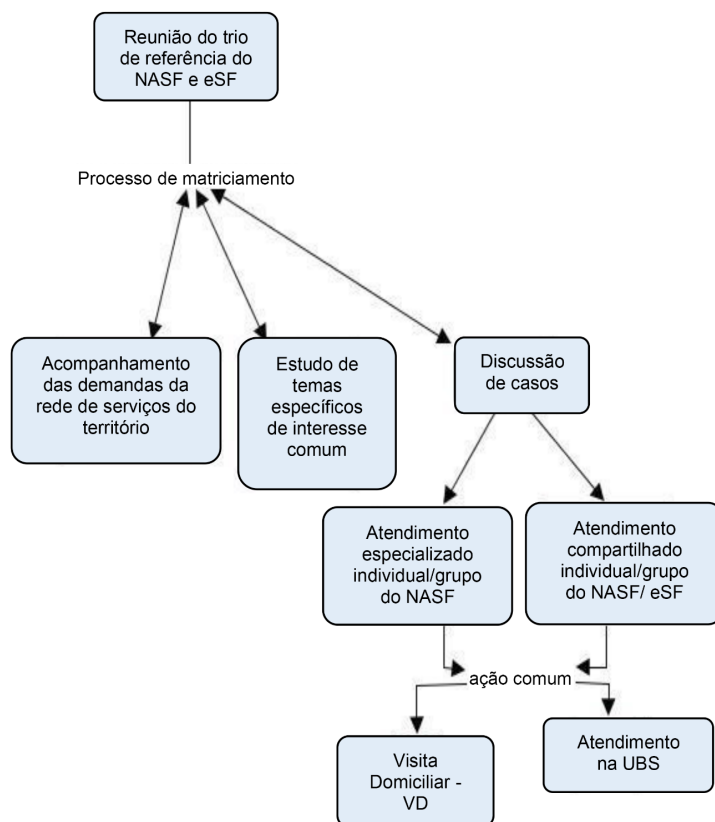 Reunião do trio
de referência do
NASF e eSF
Processo de matriciamento
Acompanhamento
das demandas da
rede de serviços do
território
Estudo de
temas
específicos
de interesse
comum
Discussão
de casos
Atendimento
especializado
individual/grupo
do NASF
Atendimento
compartilhado
individual/grupo
do NASF/ eSF
ação comum
Visita
Domiciliar -
VD
Atendimento
na UBS